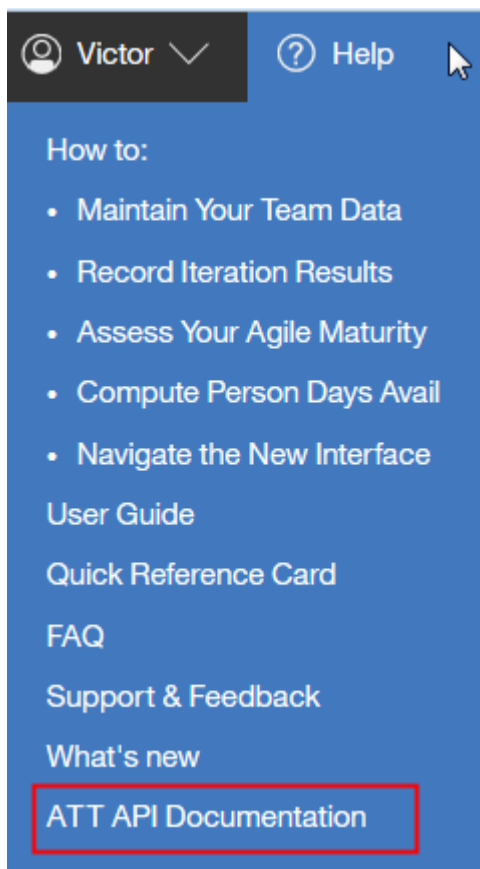 Victor Help
How to:
• Maintain Your Team Data
• Record Iteration Results
• Assess Your Agile Maturity
• Compute Person Days Avail
• Navigate the New Interface
User Guide
Quick Reference Card
FAQ
Support & Feedback
What's new
ATT API Documentation